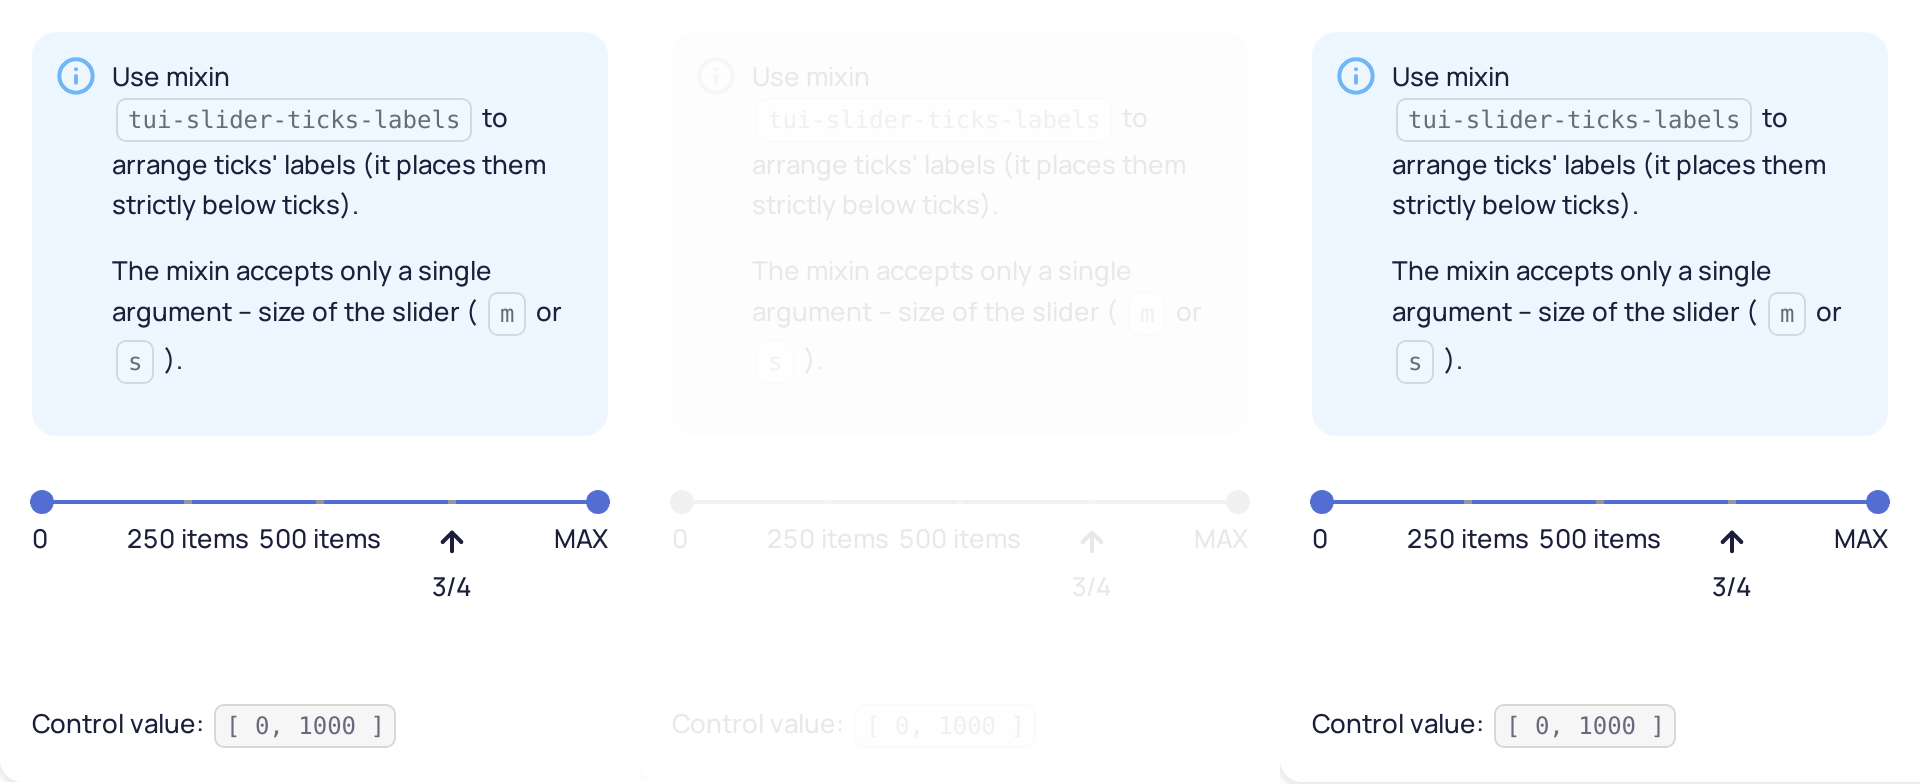 Use mixin
tui-slider-ticks-labels to
arrange ticks' labels (it places them
strictly below ticks).
The mixin accepts only a single
argument – size of the slider ( m or
s ).
0 250 items 500 items MAX
3/4
Control value: [ 0, 1000 ]
Use mixin
tui-slider-ticks-labels to
arrange ticks' labels (it places them
strictly below ticks).
The mixin accepts only a single
argument – size of the slider ( m or
s ).
0 250 items 500 items MAX
3/4
Control value: [ 0, 1000 ]
Use mixin
tui-slider-ticks-labels to
arrange ticks' labels (it places them
strictly below ticks).
The mixin accepts only a single
argument – size of the slider ( m or
s ).
0 250 items 500 items MAX
3/4
Control value: [ 0, 1000 ]